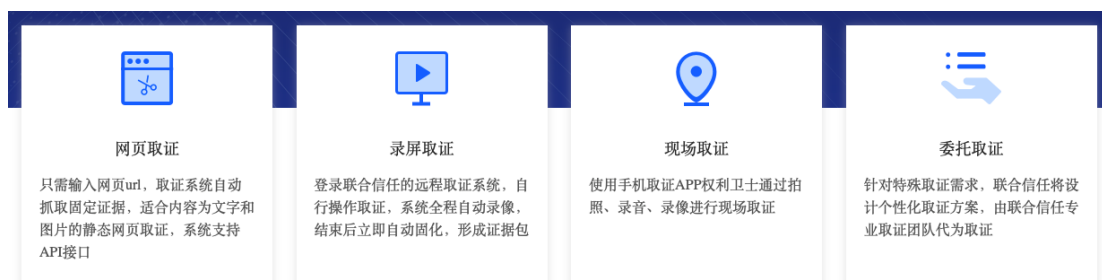 网页取证
只需输入网页url，取证系统自动
抓取固定证据，适合内容为文字和
图片的静态网页取证，系统支持
API接口
录屏取证
登录联合信任的远程取证系统，自
行操作取证，系统全程自动录像，
结束后立即自动固化，形成证据包
现场取证
使用手机取证APP权利卫士通过拍
照、录音、录像进行现场取证
委托取证
针对特殊取证需求，联合信任将设
计个性化取证方案，由联合信任专
业取证团队代为取证